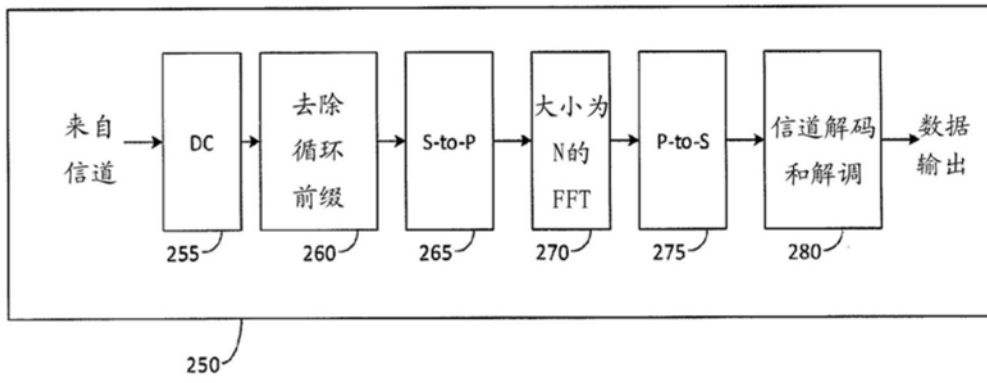 来自
信道
DC
去除
循环
前缀
S-to-P
大小为
N的
FFT
P-to-S
信道解码
和解调
数据
输出
255
260
265
270
275
280
250